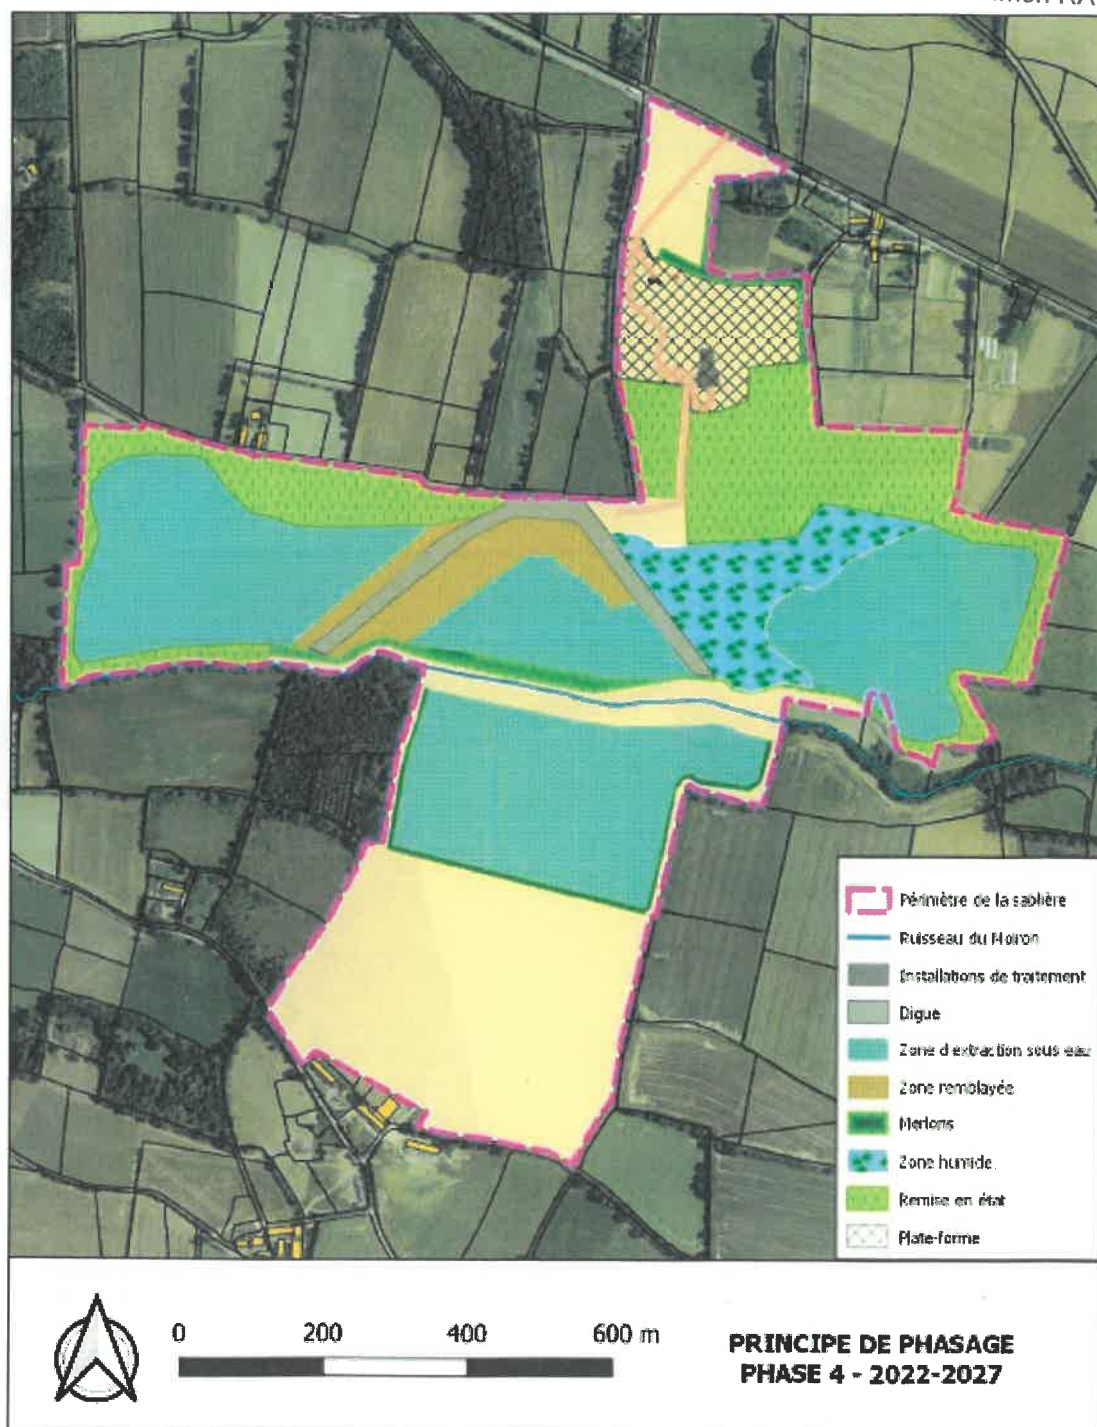 Périmètre de la sablière
Ruisseau du Moiron
Installations de traitement
Digue
Zone d'extraction sous eau
Zone remblayée
Merlons
Zone humide
Remise en état
Plate-forme
0 200 400 600 m
PRINCIPE DE PHASAGE
PHASE 4 - 2022-2027